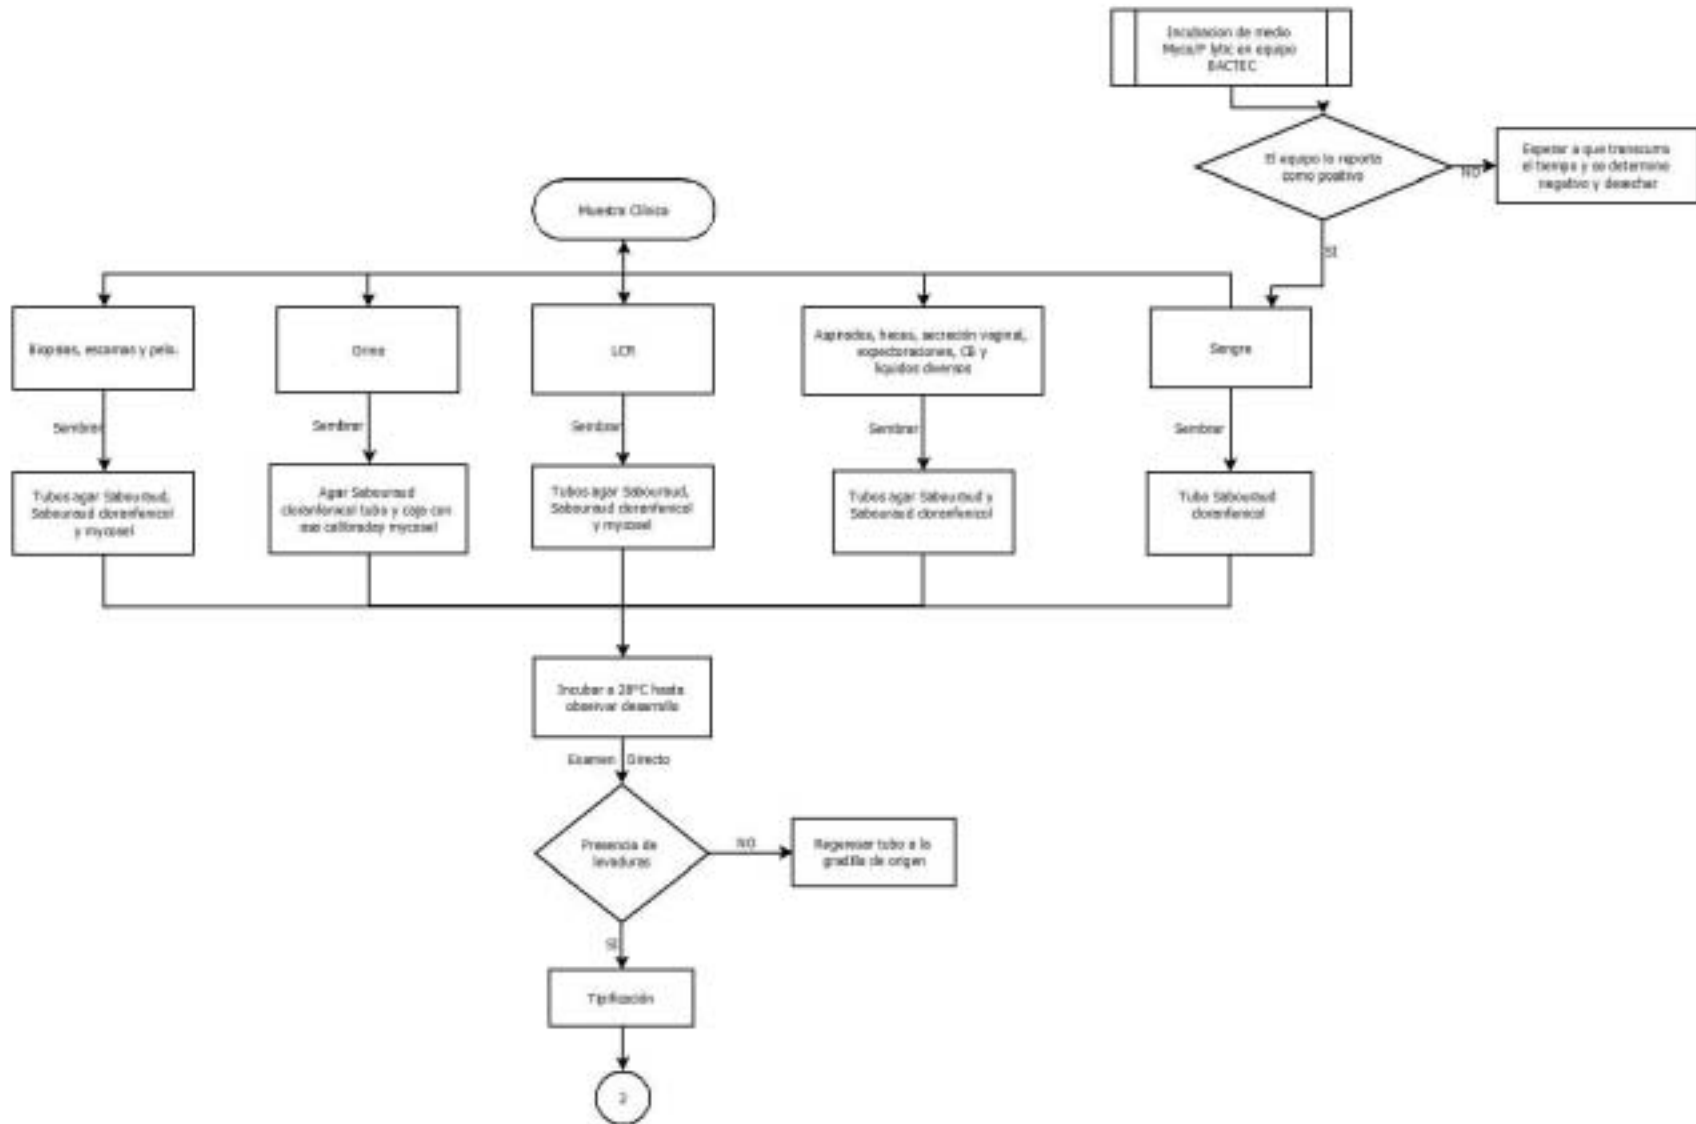 Incubacion de medio
Myco/F lytic en equipo
BACTEC
El equipo lo reporta
como positivo
NO
Esperar a que transcurra
el tiempo y se determine
negativo y desechar
SI
Muestra Clínica
Biopsias, escamas y pelo.
Orina
LCR
Aspirados, heces, secreción vaginal,
expectoraciones, CB y
líquidos diversos
Sangre
Sembrar
Sembrar
Sembrar
Sembrar
Sembrar
Tubos agar Sabouraud,
Sabouraud cloranfenicol
y mycosel
Agar Sabouraud
cloranfenicol tubo y caja con
asa calibrada y mycosel
Tubos agar Sabouraud,
Sabouraud cloranfenicol
y mycosel
Tubos agar Sabouraud y
Sabouraud cloranfenicol
Tubo Sabouraud
cloranfenicol
Incubar a 28°C hasta
observar desarrollo
Examen Directo
Presencia de
levaduras
NO
Regresar tubo a la
gradilla de origen
SI
Tipificación
2